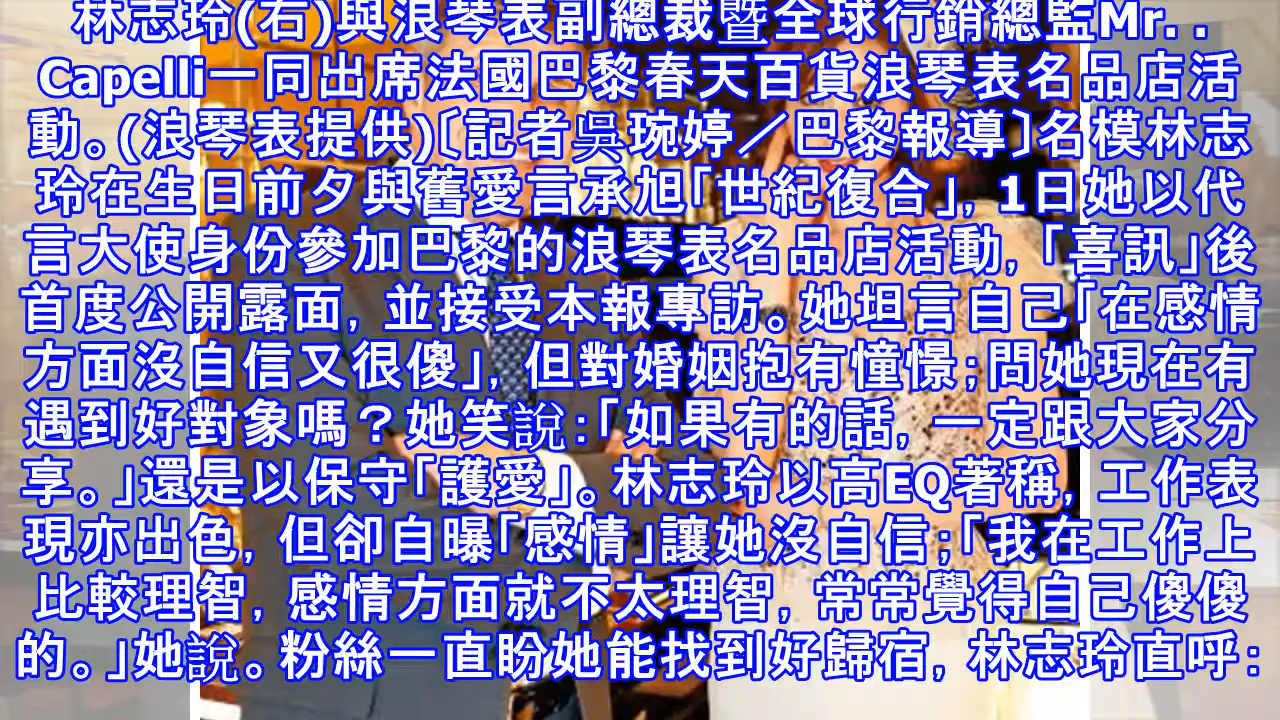 林志玲(右)與浪琴表副總裁暨全球行銷總監Mr. .
Capelli一同出席法國巴黎春天百貨浪琴表名品店活
動。(浪琴表提供)〔記者吳琬婷／巴黎報導〕名模林志
玲在生日前夕與舊愛言承旭「世紀復合」，1日她以代
言大使身份參加巴黎的浪琴表名品店活動，「喜訊」後
首度公開露面，並接受本報專訪。她坦言自己「在感情
方面沒自信又很傻」，但對婚姻抱有憧憬；問她現在有
遇到好對象嗎？她笑說：「如果有的話，一定跟大家分
享。」還是以保守「護愛」。林志玲以高EQ著稱，工作表
現亦出色，但卻自曝「感情」讓她沒自信；「我在工作上
比較理智，感情方面就不太理智，常常覺得自己傻傻
的。」她說。粉絲一直盼她能找到好歸宿，林志玲直呼：